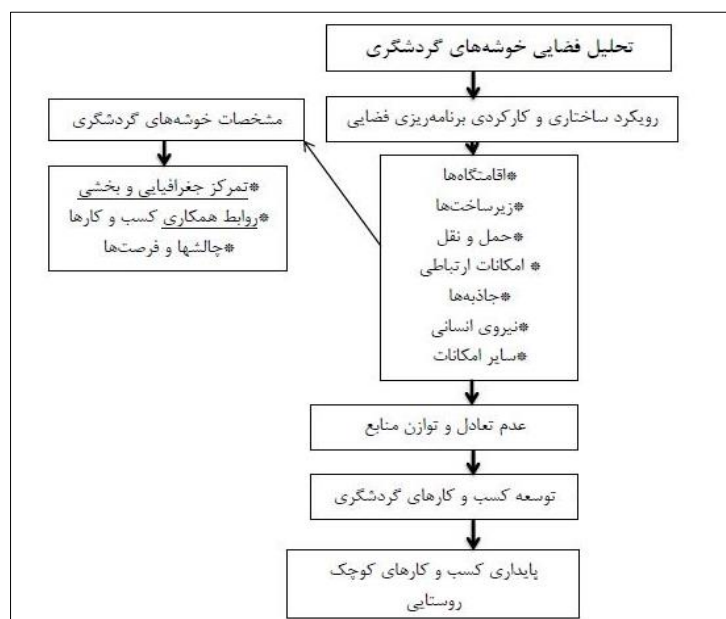 تحلیل فضایی خوشه‌های گردشگری
رویکرد ساختاری و کارکردی برنامه‌ریزی فضایی
مشخصات خوشه‌های گردشگری
*تمرکز جغرافیایی و بخشی
*روابط همکاری کسب و کارها
*چالشها و فرصت‌ها
*اقامتگاه‌ها
*زیرساخت‌ها
*حمل و نقل
*امکانات ارتباطی
*جاذبه‌ها
*نیروی انسانی
*سایر امکانات
عدم تعادل و توازن منابع
توسعه کسب و کارهای گردشگری
پایداری کسب و کارهای کوچک
روستایی